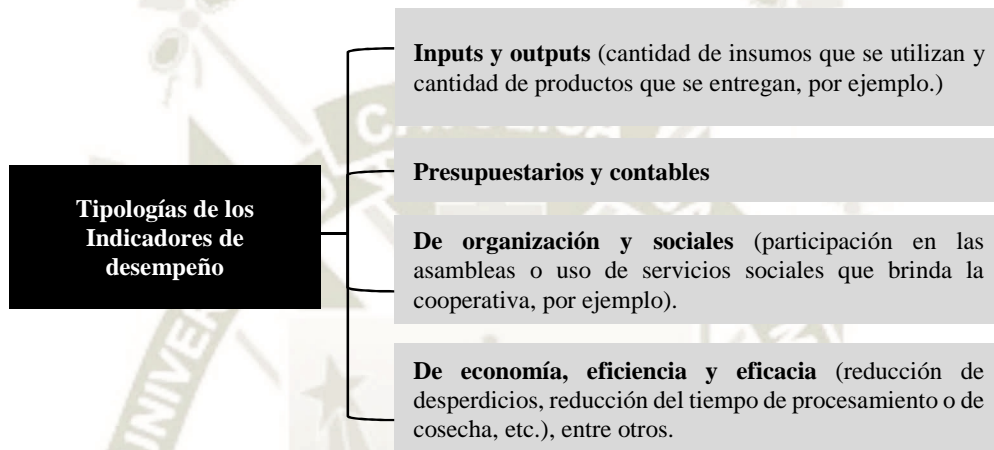 Inputs y outputs (cantidad de insumos que se utilizan y
cantidad de productos que se entregan, por ejemplo.)
Presupuestarios y contables
Tipologías de los
Indicadores de
desempeño
De organización y sociales (participación en las
asambleas o uso de servicios sociales que brinda la
cooperativa, por ejemplo).
De economía, eficiencia y eficacia (reducción de
desperdicios, reducción del tiempo de procesamiento o de
cosecha, etc.), entre otros.